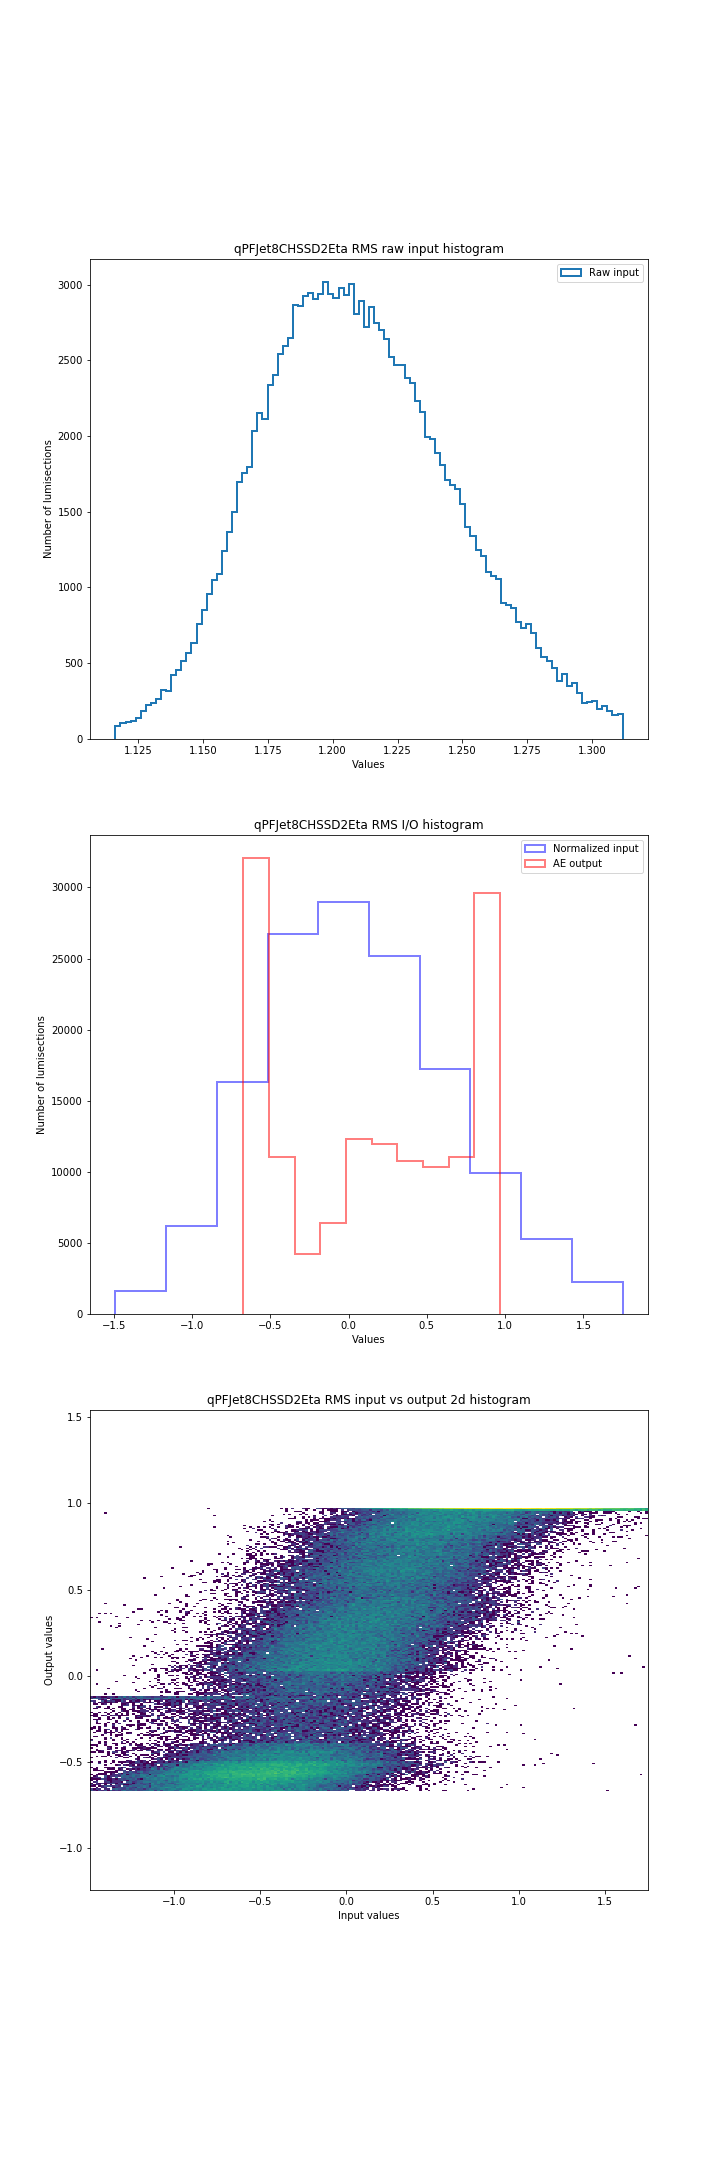 qPFJet8CHSSD2Eta RMS raw input histogram
Raw input
3000
2500
2000
1500
1000
500
0
Number of lumisections
1.125 1.150 1.175 1.200 1.225 1.250 1.275 1.300
Values
qPFJet8CHSSD2Eta RMS I/O histogram
Normalized input
AE output
30000
25000
20000
15000
10000
5000
0
Number of lumisections
−1.5 −1.0 −0.5 0.0 0.5 1.0 1.5
Values
qPFJet8CHSSD2Eta RMS input vs output 2d histogram
1.5
1.0
0.5
0.0
−0.5
−1.0
Output values
−1.0 −0.5 0.0 0.5 1.0 1.5
Input values